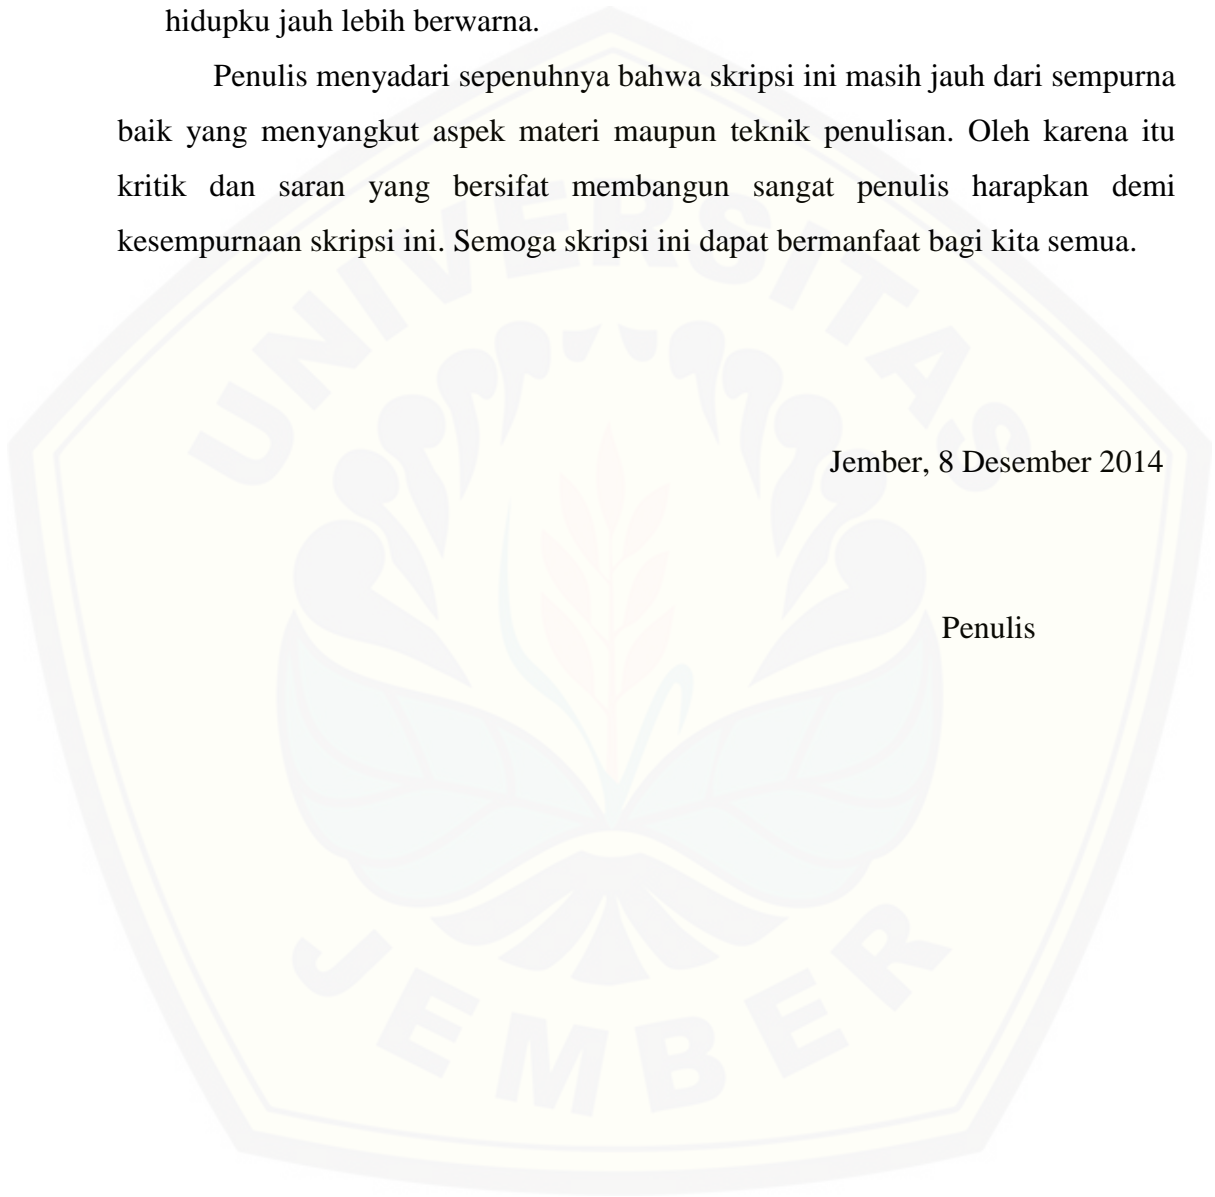 hidupku jauh lebih berwarna.
Penulis menyadari sepenuhnya bahwa skripsi ini masih jauh dari sempurna
baik yang menyangkut aspek materi maupun teknik penulisan. Oleh karena itu
kritik dan saran yang bersifat membangun sangat penulis harapkan demi
kesempurnaan skripsi ini. Semoga skripsi ini dapat bermanfaat bagi kita semua.
UNIVERSITAS
Jember, 8 Desember 2014
Penulis
JEMBER